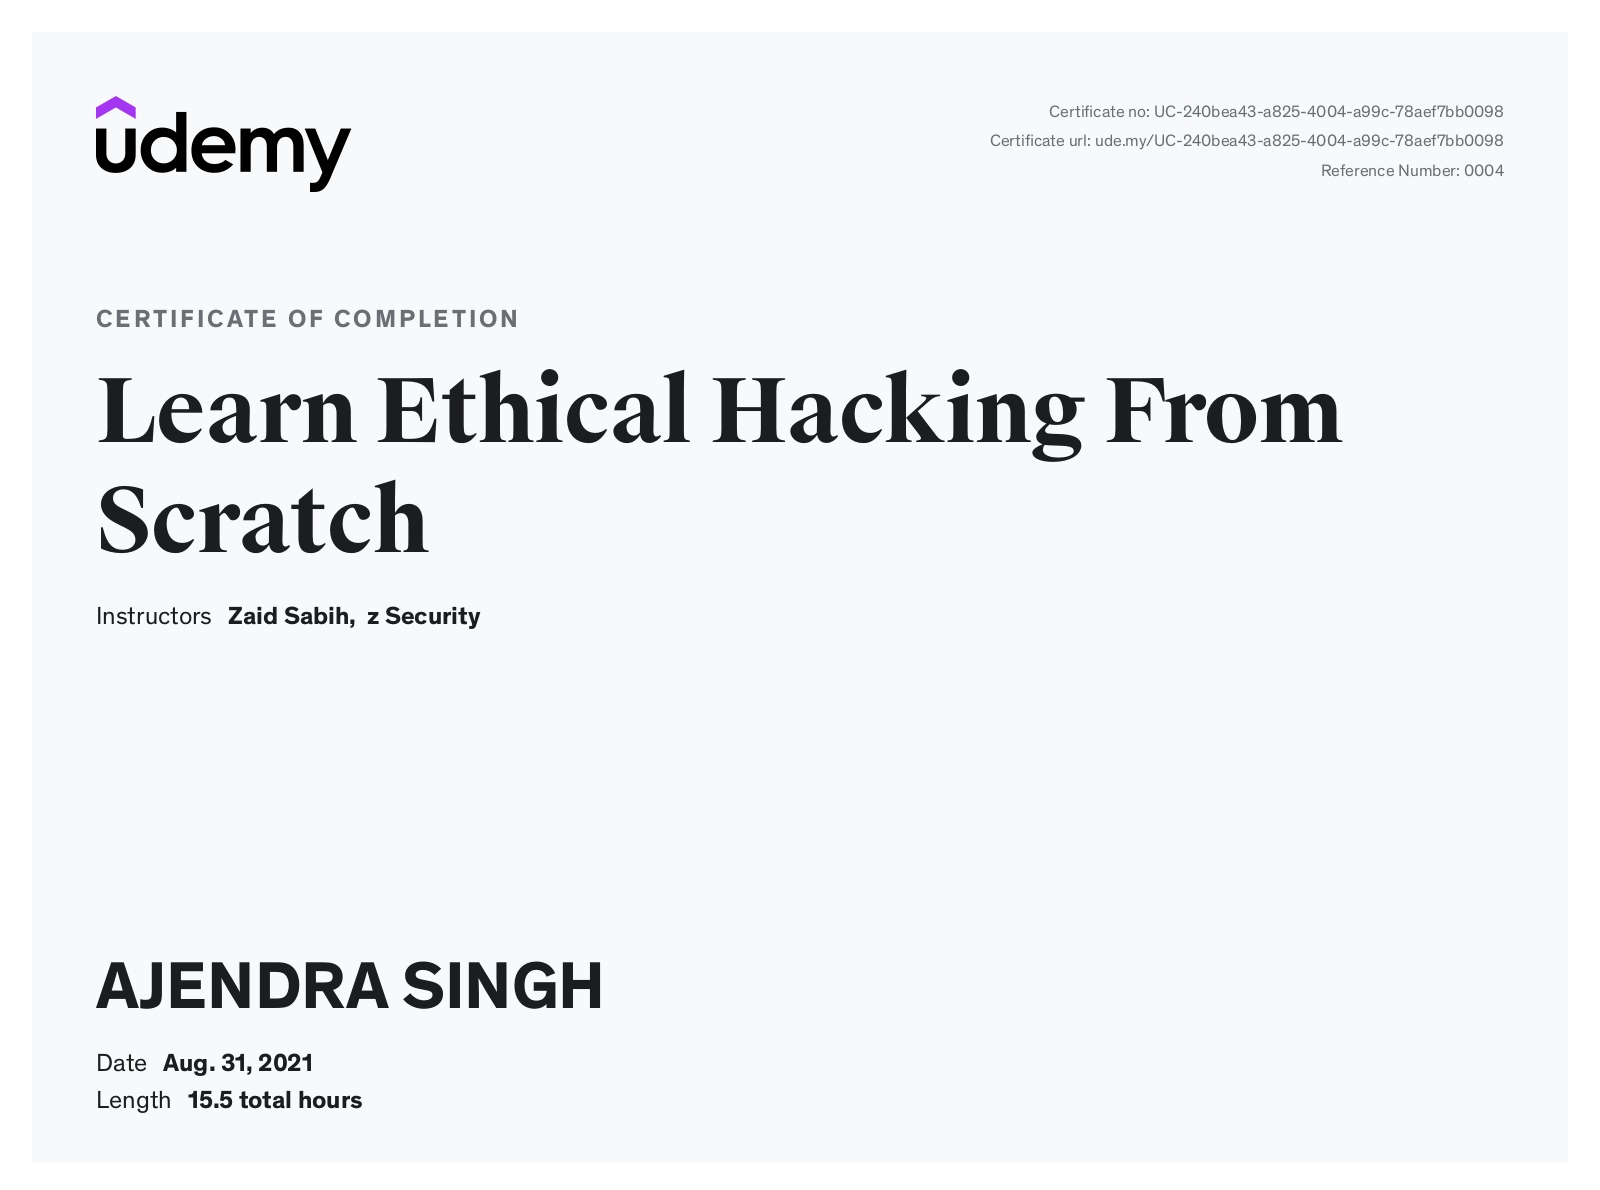 udemy
Certificate no: UC-240bea43-a825-4004-a99c-78aef7bb0098
Certificate url: ude.my/UC-240bea43-a825-4004-a99c-78aef7bb0098
Reference Number: 0004
CERTIFICATE OF COMPLETION
Learn Ethical Hacking From
Scratch
Instructors Zaid Sabih, z Security
AJENDRA SINGH
Date Aug. 31, 2021
Length 15.5 total hours